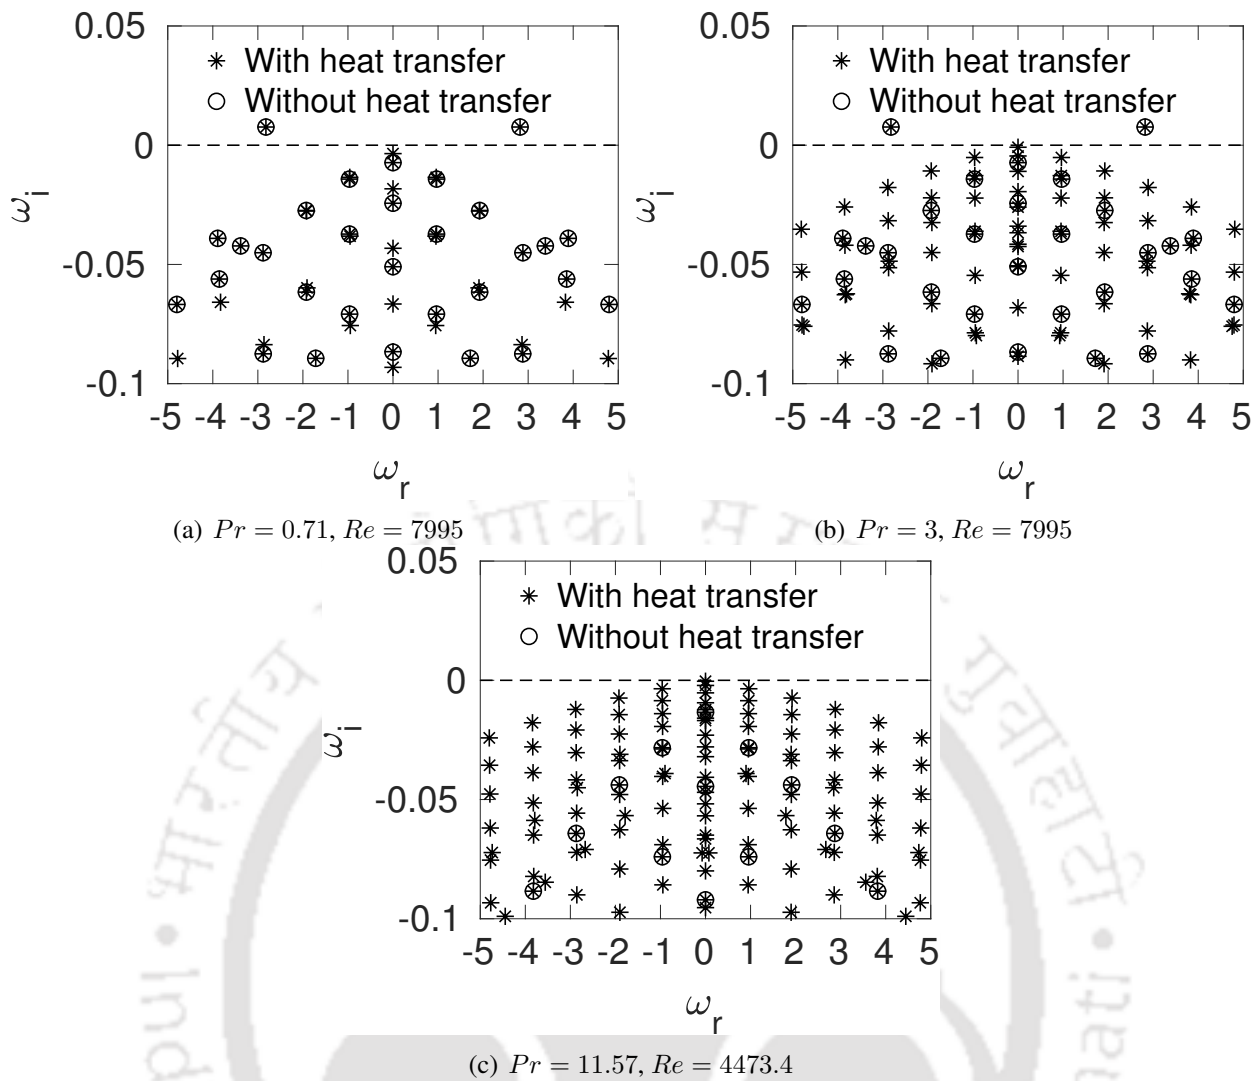 0.05
With heat transfer
Without heat transfer
0
-0.05
-0.1
ω_i
-5 -4 -3 -2 -1 0 1 2 3 4 5
ω_r
(a) Pr = 0.71, Re = 7995
0.05
With heat transfer
Without heat transfer
0
-0.05
-0.1
ω_i
-5 -4 -3 -2 -1 0 1 2 3 4 5
ω_r
(b) Pr = 3, Re = 7995
0.05
With heat transfer
Without heat transfer
0
-0.05
-0.1
ω_i
-5 -4 -3 -2 -1 0 1 2 3 4 5
ω_r
(c) Pr = 11.57, Re = 4473.4